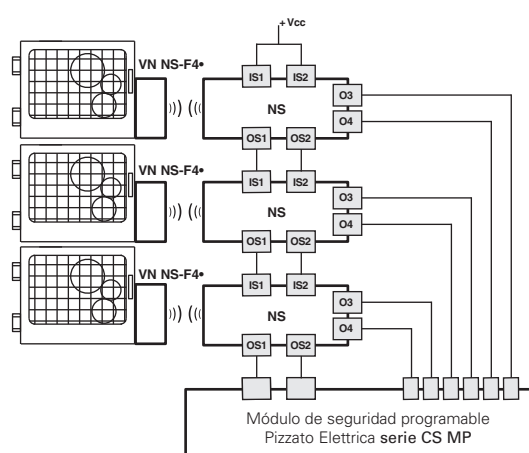 + Vcc
VN NS-F4•
IS1 IS2
O3
NS
O4
OS1 OS2
VN NS-F4•
IS1 IS2
O3
NS
O4
OS1 OS2
VN NS-F4•
IS1 IS2
O3
NS
O4
OS1 OS2
Módulo de seguridad programable
Pizzato Elettrica serie CS MP